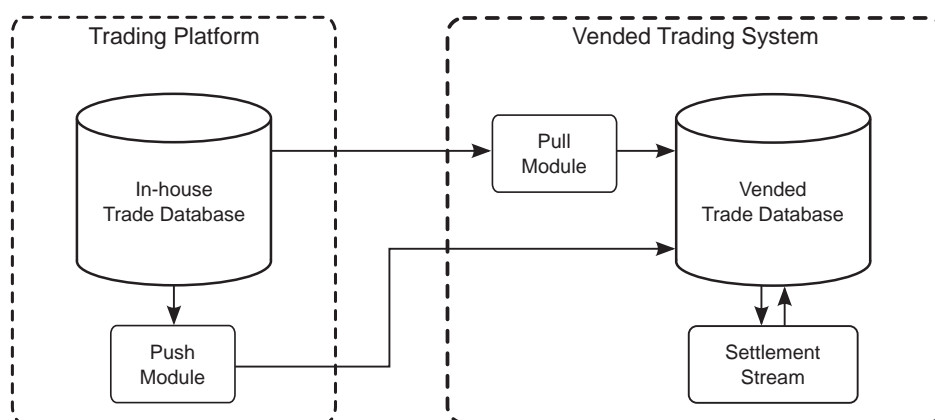 Trading Platform
Vended Trading System
In-house
Trade Database
Pull
Module
Vended
Trade Database
Push
Module
Settlement
Stream